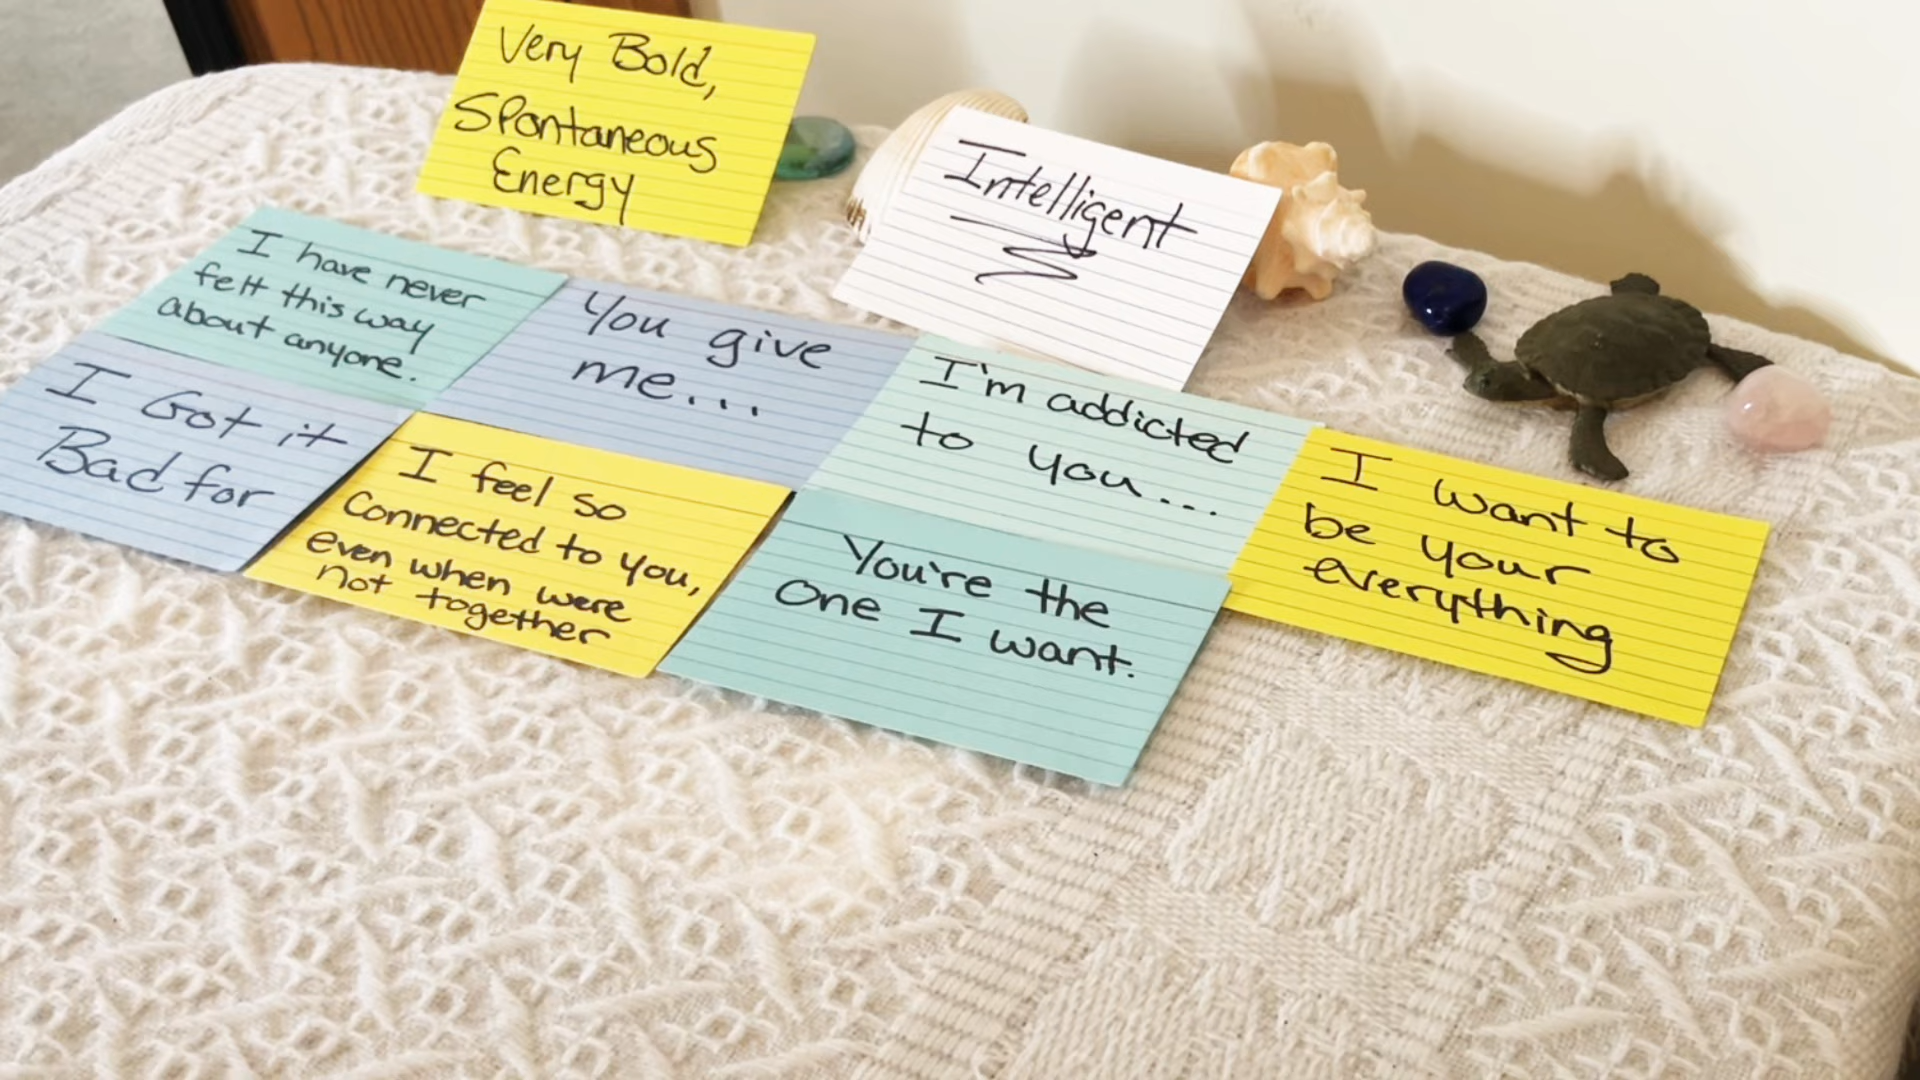 Very Bold,
Spontaneous
Energy
Intelligent
I have never
felt this way
about anyone.
You give
me...
I'm addicted
to you...
I want to
be your
everything
I Got it
Bad for
I feel so
Connected to you,
even when were
not together
You're the
One I want.